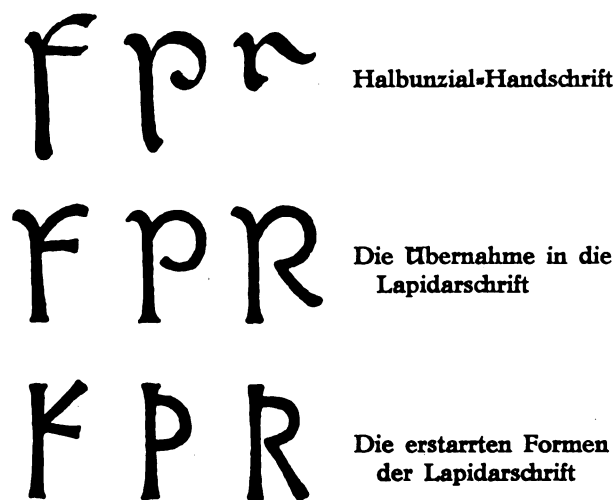 F P r Halbunzial=Handschrift
F P R Die Übernahme in die
Lapidarschrift
F P R Die erstarrten Formen
der Lapidarschrift